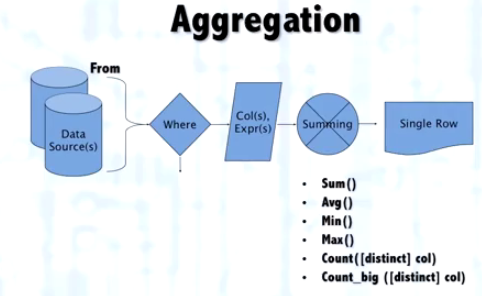 Aggregation
From
Data
Source(s)
Where
Col(s),
Expr(s)
Summing
Single Row
• Sum()
• Avg()
• Min()
• Max()
• Count([distinct] col)
• Count_big ([distinct] col)